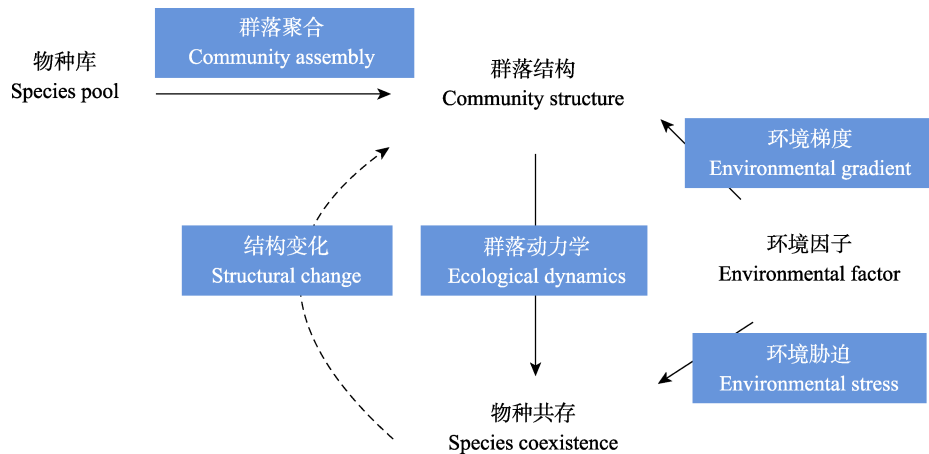 群落聚合
Community assembly
物种库
Species pool
群落结构
Community structure
环境梯度
Environmental gradient
结构变化
Structural change
群落动力学
Ecological dynamics
环境因子
Environmental factor
环境胁迫
Environmental stress
物种共存
Species coexistence